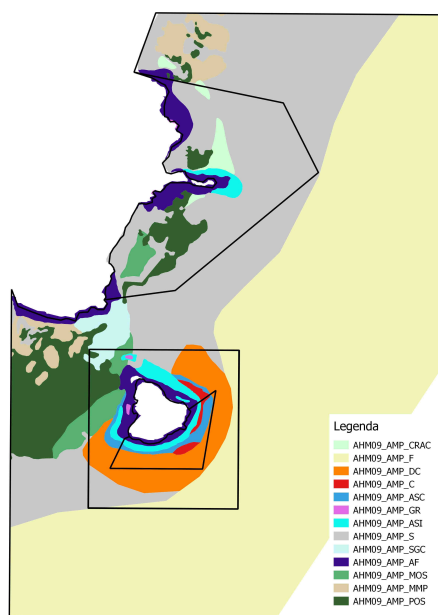 Legenda
AHM09_AMP_CRAC
AHM09_AMP_F
AHM09_AMP_DC
AHM09_AMP_C
AHM09_AMP_ASC
AHM09_AMP_GR
AHM09_AMP_ASI
AHM09_AMP_S
AHM09_AMP_SGC
AHM09_AMP_AF
AHM09_AMP_MOS
AHM09_AMP_MMP
AHM09_AMP_POS